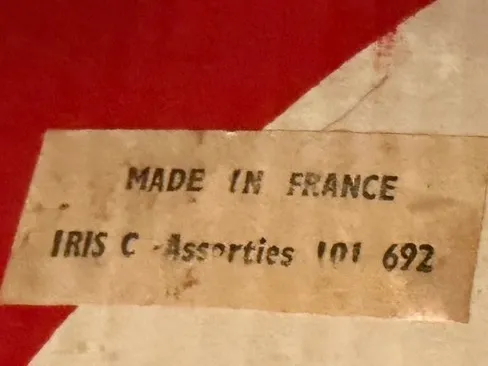 MADE IN FRANCE
IRIS C -Assorties 101 692